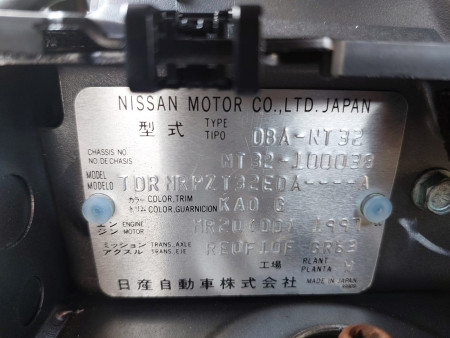 NISSAN MOTOR CO.,LTD. JAPAN
型式 TYPE TIPO DBA-NT32
CHASSIS NO. NO.DE CHASIS NT32-100038
MODEL MODELO
カラー トリム COLOR,TRIM COLOR,GUARNICION KAD G
エンジン ENGINE MOTOR MR20(DD) 1997
ミッション アクスル TRANS. AXLE TRANS. EJE RE0F10F GR63
工場 PLANT PLANTA
日産自動車株式会社 MADE IN JAPAN